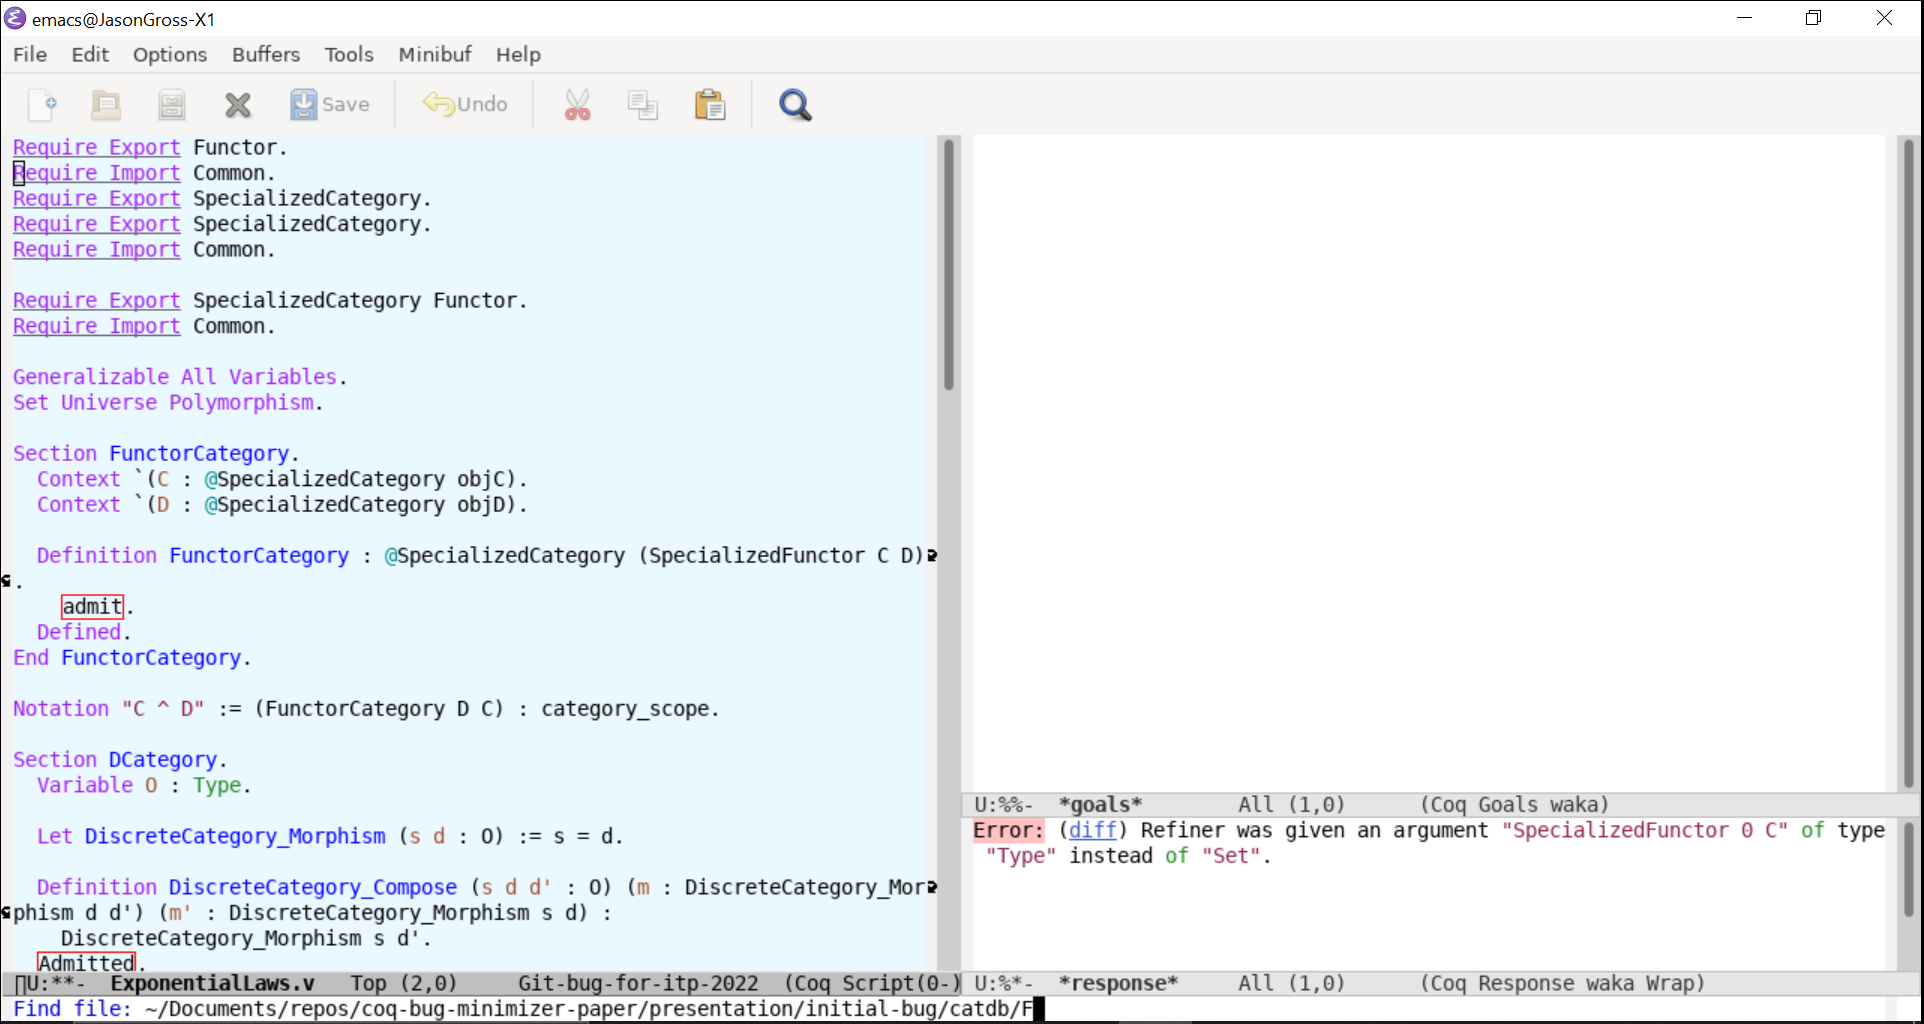 emacs@JasonGross-X1
File Edit Options Buffers Tools Minibuf Help
Save Undo
Require Export Functor.
Require Import Common.
Require Export SpecializedCategory.
Require Export SpecializedCategory.
Require Import Common.
Require Export SpecializedCategory Functor.
Require Import Common.
Generalizable All Variables.
Set Universe Polymorphism.
Section FunctorCategory.
Context `(C : @SpecializedCategory objC).
Context `(D : @SpecializedCategory objD).
Definition FunctorCategory : @SpecializedCategory (SpecializedFunctor C D)
.
admit.
Defined.
End FunctorCategory.
Notation "C ^ D" := (FunctorCategory D C) : category_scope.
Section DCategory.
Variable O : Type.
Let DiscreteCategory_Morphism (s d : O) := s = d.
Definition DiscreteCategory_Compose (s d d' : O) (m : DiscreteCategory_Mor
phism d d') (m' : DiscreteCategory_Morphism s d) :
DiscreteCategory_Morphism s d'.
Admitted.
U:**- ExponentialLaws.v Top (2,0) Git-bug-for-itp-2022 (Coq Script(0-)
U:%%- *goals* All (1,0) (Coq Goals waka)
Error: (diff) Refiner was given an argument "SpecializedFunctor 0 C" of type
"Type" instead of "Set".
U:%*- *response* All (1,0) (Coq Response waka Wrap)
Find file: ~/Documents/repos/coq-bug-minimizer-paper/presentation/initial-bug/catdb/F